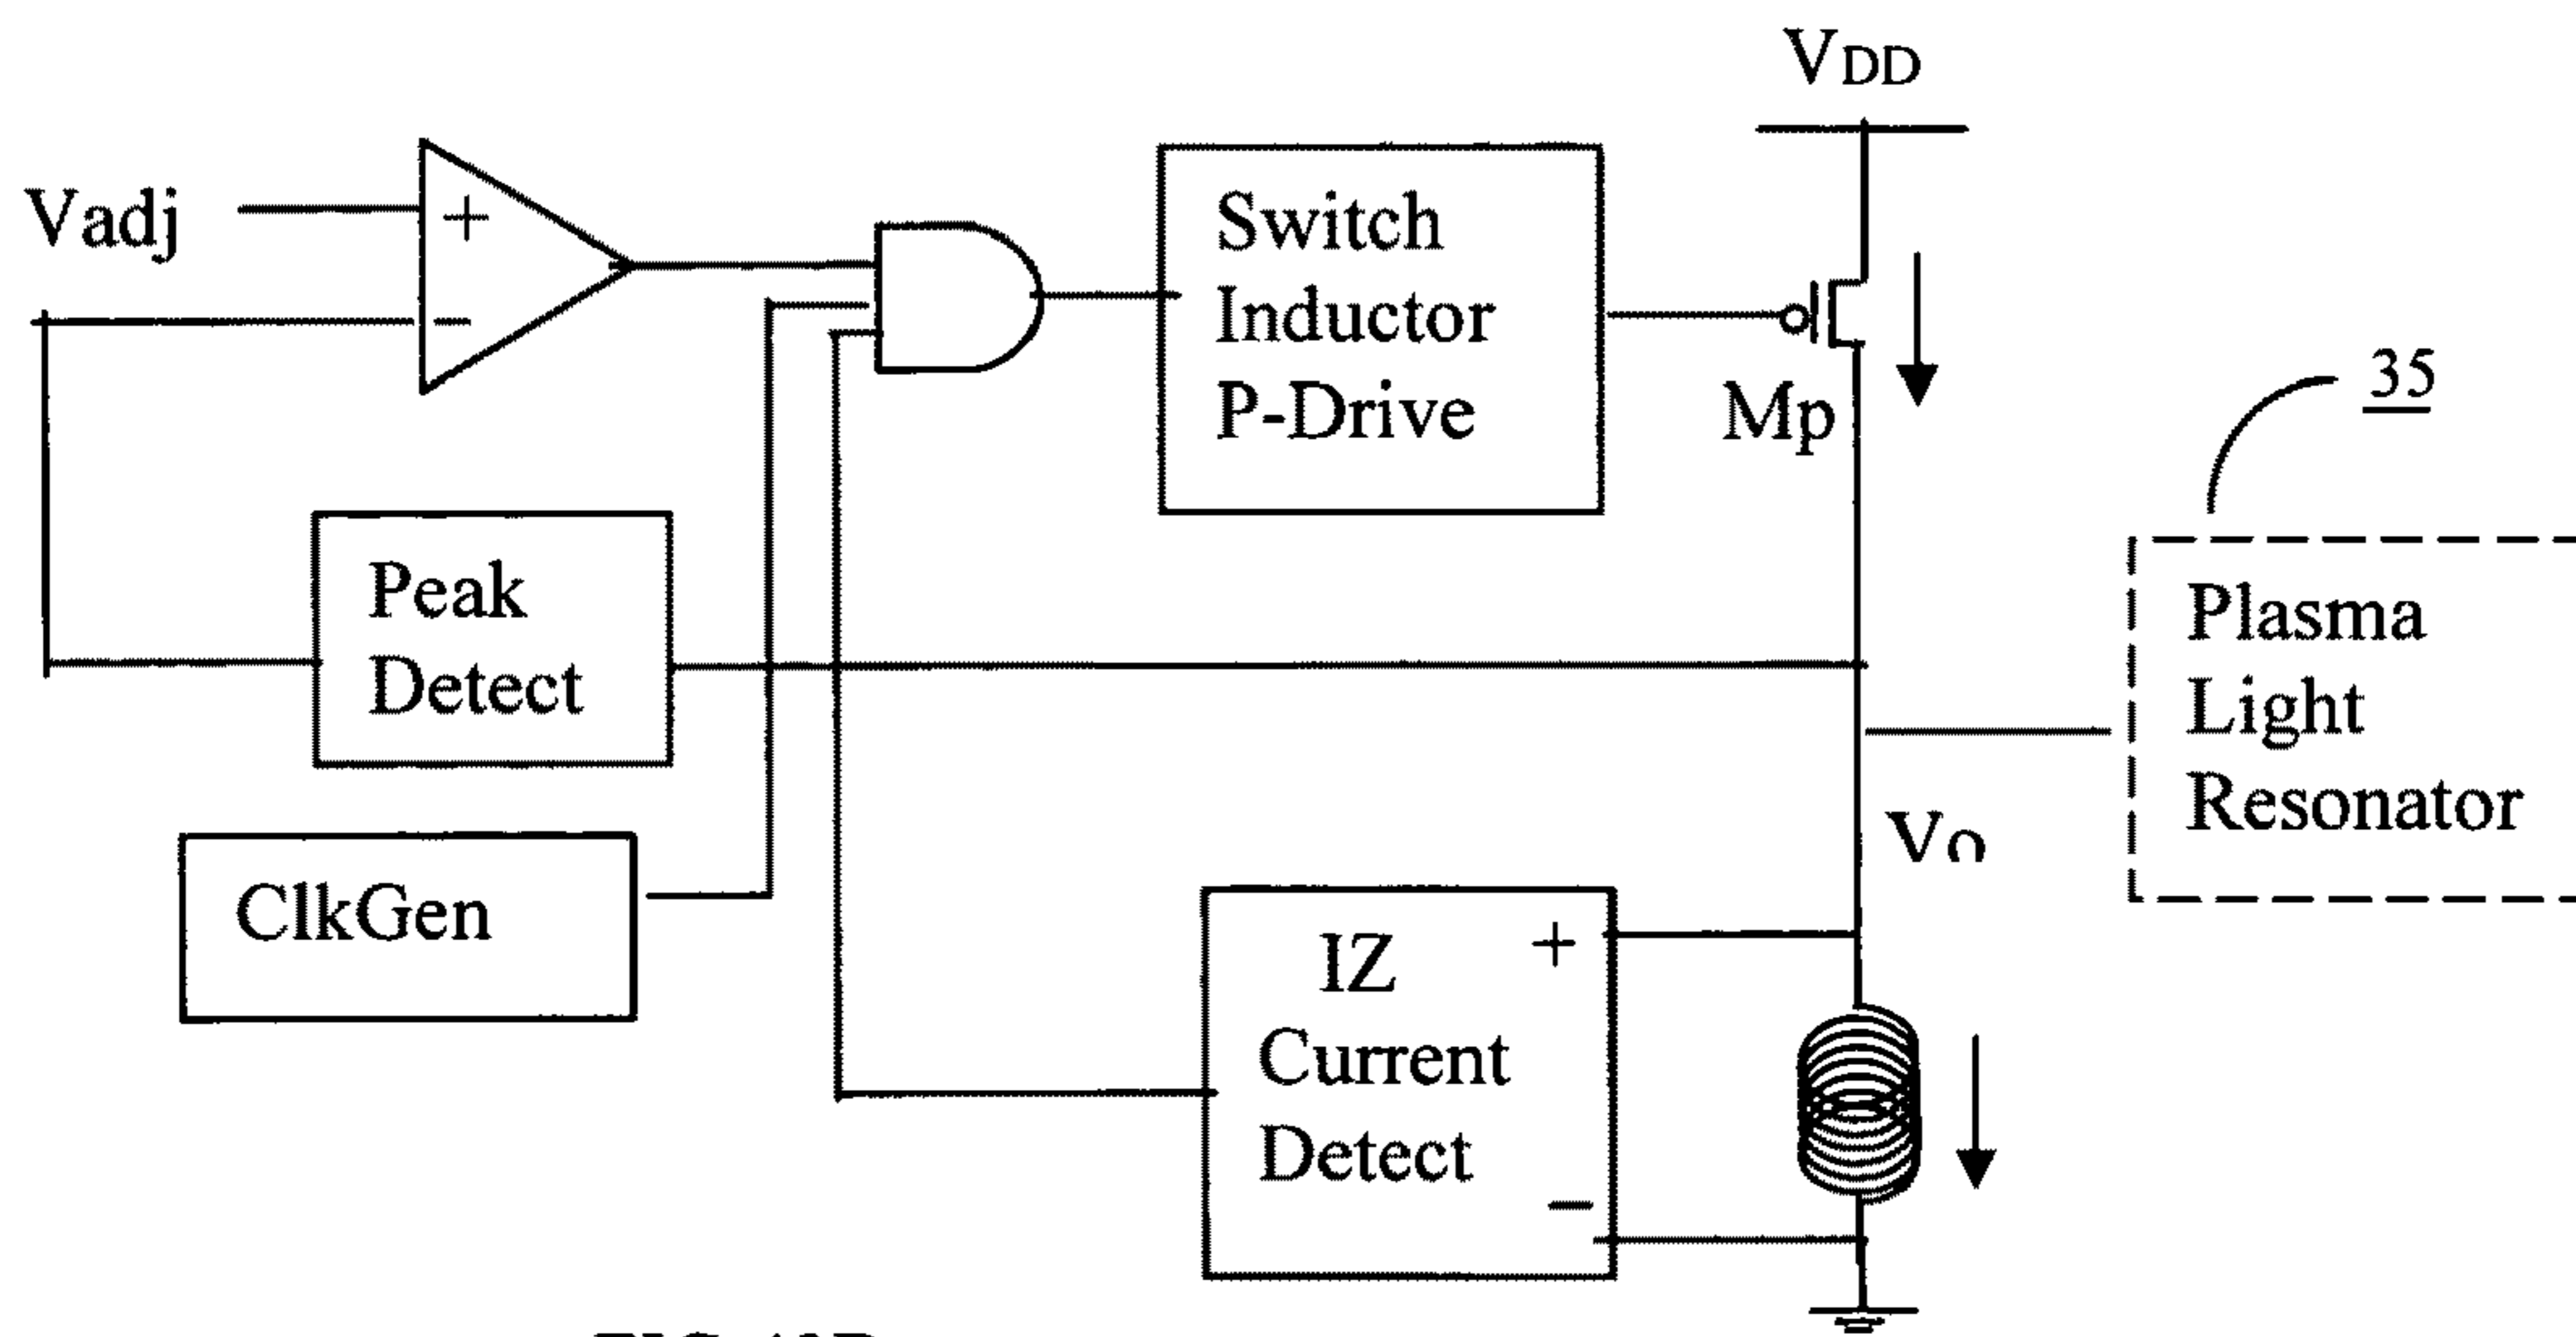 VDD
Vadj
+
−
Switch
Inductor
P-Drive
Mp
35
Peak
Detect
Plasma
Light
Resonator
Vo
ClkGen
IZ
+
Current
Detect
−